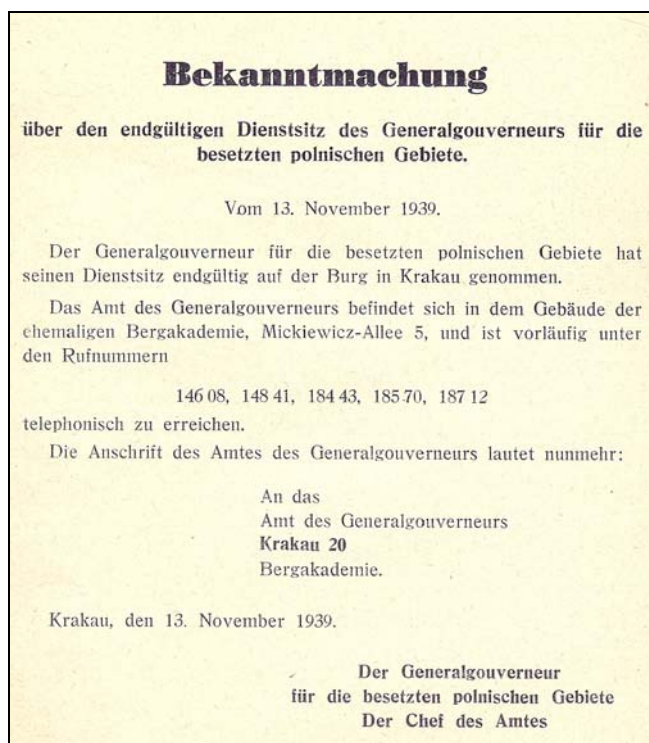 Bekanntmachung
über den endgültigen Dienstsitz des Generalgouverneurs für die
besetzten polnischen Gebiete.
Vom 13. November 1939.
Der Generalgouverneur für die besetzten polnischen Gebiete hat
seinen Dienstsitz endgültig auf der Burg in Krakau genommen.
Das Amt des Generalgouverneurs befindet sich in dem Gebäude der
ehemaligen Bergakademie, Mickiewicz-Allee 5, und ist vorläufig unter
den Rufnummern
146 08, 148 41, 184 43, 185 70, 187 12
telephonisch zu erreichen.
Die Anschrift des Amtes des Generalgouverneurs lautet nunmehr:
An das
Amt des Generalgouverneurs
Krakau 20
Bergakademie.
Krakau, den 13. November 1939.
Der Generalgouverneur
für die besetzten polnischen Gebiete
Der Chef des Amtes